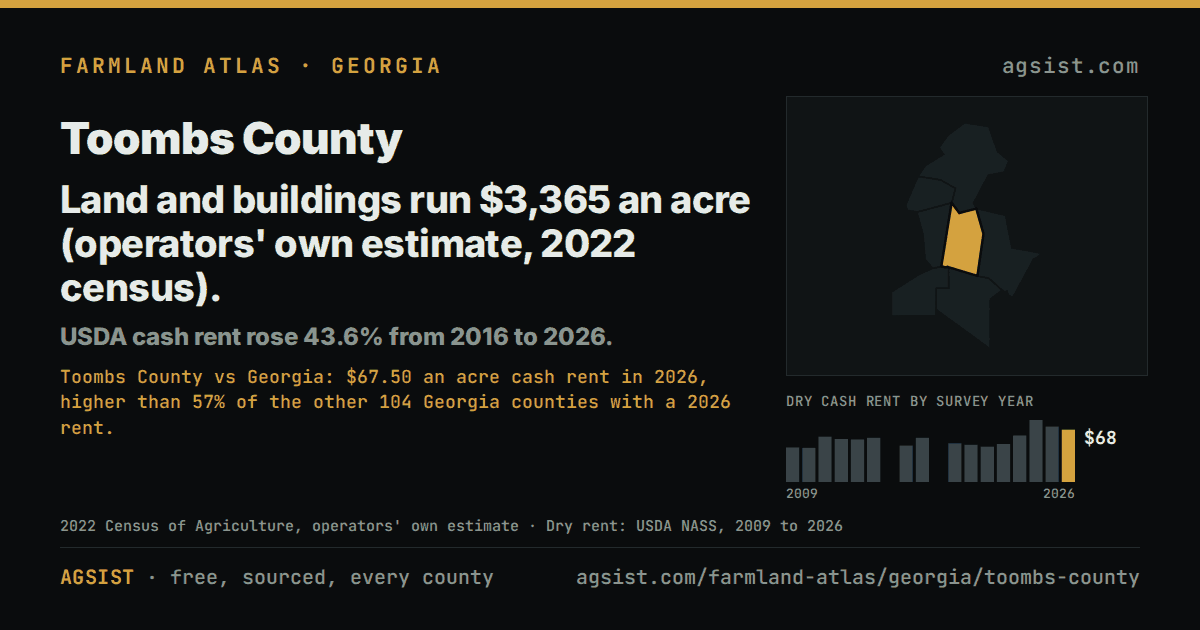 FARMLAND ATLAS · GEORGIA
agsist.com
Toombs County
Land and buildings run $3,365 an acre
(operators' own estimate, 2022
census).
USDA cash rent rose 43.6% from 2016 to 2026.
Toombs County vs Georgia: $67.50 an acre cash rent in 2026,
higher than 57% of the other 104 Georgia counties with a 2026
rent.
DRY CASH RENT BY SURVEY YEAR
$68
2009
2026
2022 Census of Agriculture, operators' own estimate · Dry rent: USDA NASS, 2009 to 2026
AGSIST · free, sourced, every county
agsist.com/farmland-atlas/georgia/toombs-county